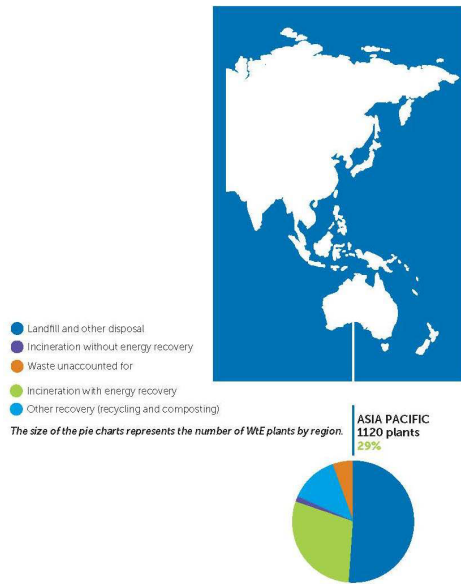 Landfill and other disposal
Incineration without energy recovery
Waste unaccounted for
Incineration with energy recovery
Other recovery (recycling and composting)
The size of the pie charts represents the number of WtE plants by region.
ASIA PACIFIC
1120 plants
29%